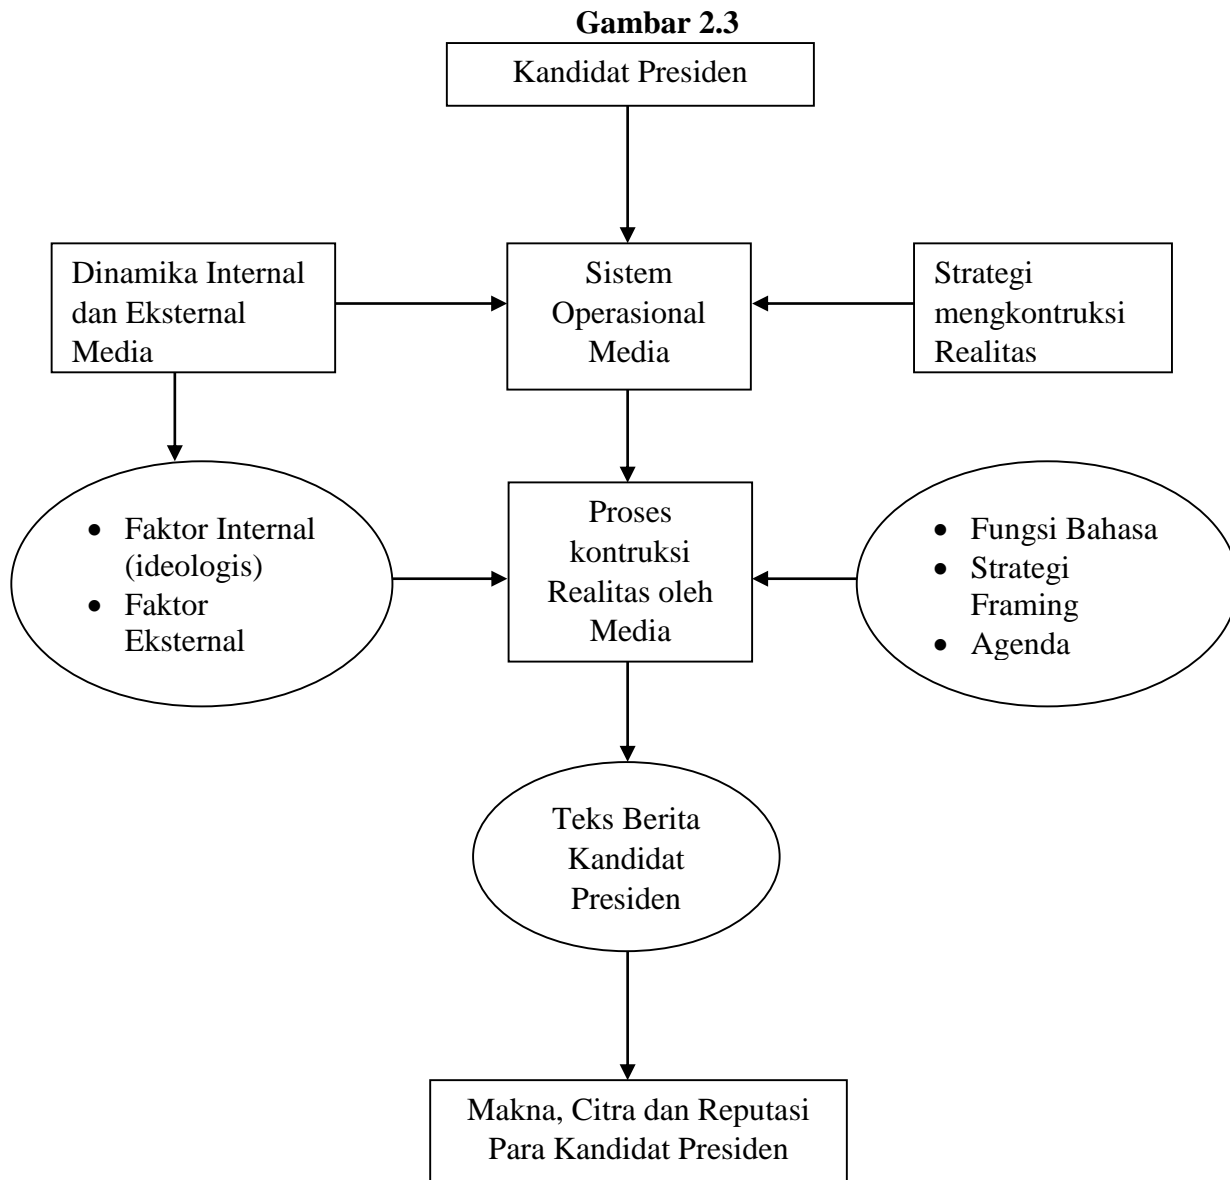 Gambar 2.3
Kandidat Presiden
Dinamika Internal
dan Eksternal
Media
Sistem
Operasional
Media
Strategi
mengkontruksi
Realitas
• Faktor Internal
(ideologis)
• Faktor
Eksternal
Proses
kontruksi
Realitas oleh
Media
• Fungsi Bahasa
• Strategi
Framing
• Agenda
Teks Berita
Kandidat
Presiden
Makna, Citra dan Reputasi
Para Kandidat Presiden